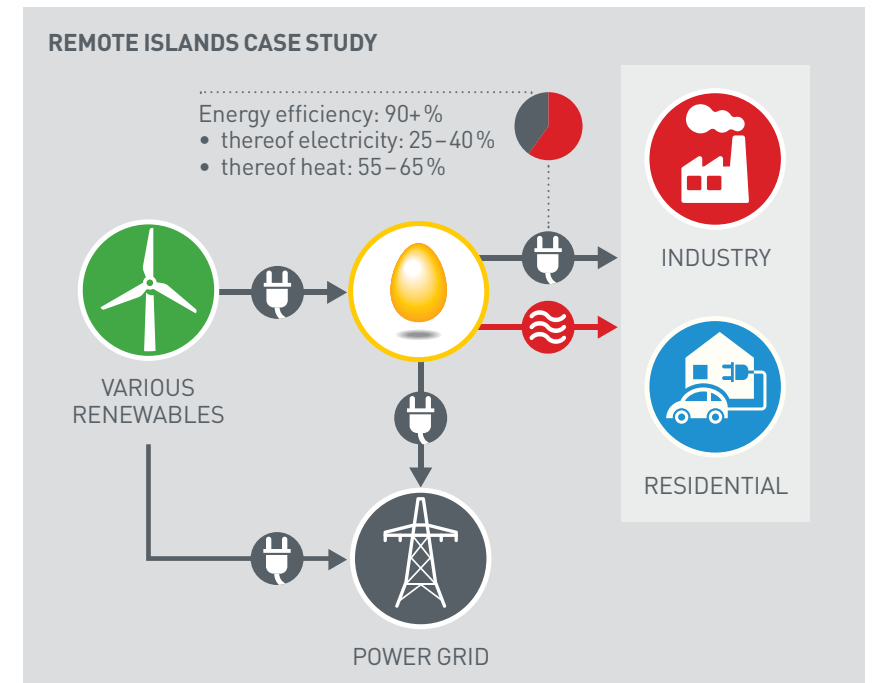 REMOTE ISLANDS CASE STUDY
Energy efficiency: 90+ %
• thereof electricity: 25 – 40 %
• thereof heat: 55 – 65 %
INDUSTRY
VARIOUS
RENEWABLES
RESIDENTIAL
POWER GRID